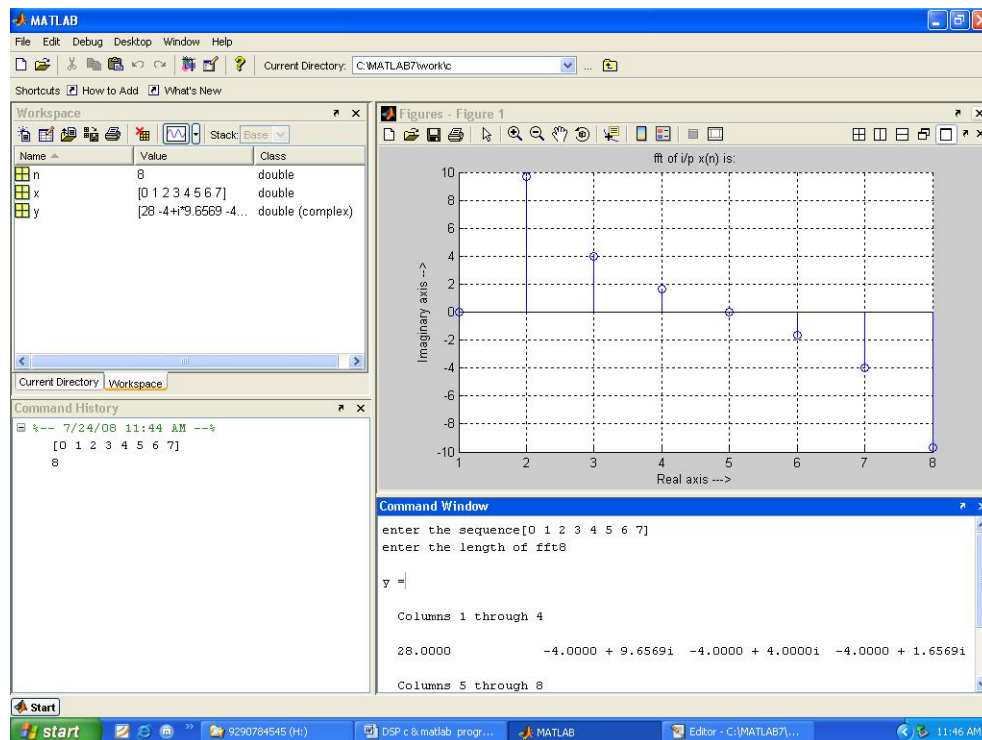 MATLAB
File Edit Debug Desktop Window Help
Current Directory: C:\MATLAB7\work\c
Shortcuts How to Add What's New
Workspace
Stack: Base
Name Value Class
n 8 double
x [0 1 2 3 4 5 6 7] double
y [28 -4+i*9.6569 -4... double (complex)
Current Directory Workspace
Command History
%-- 7/24/08 11:44 AM --%
[0 1 2 3 4 5 6 7]
8
Figures - Figure 1
fft of i/p x(n) is:
10
8
6
4
2
0
-2
-4
-6
-8
-10
Imaginary axis -->
1 2 3 4 5 6 7 8
Real axis --->
Command Window
enter the sequence[0 1 2 3 4 5 6 7]
enter the length of fft8
y =
Columns 1 through 4
28.0000 -4.0000 + 9.6569i -4.0000 + 4.0000i -4.0000 + 1.6569i
Columns 5 through 8
Start
start 9290784545 (H:) DSP c & matlab progr... MATLAB Editor - C:\MATLAB7\... 11:46 AM